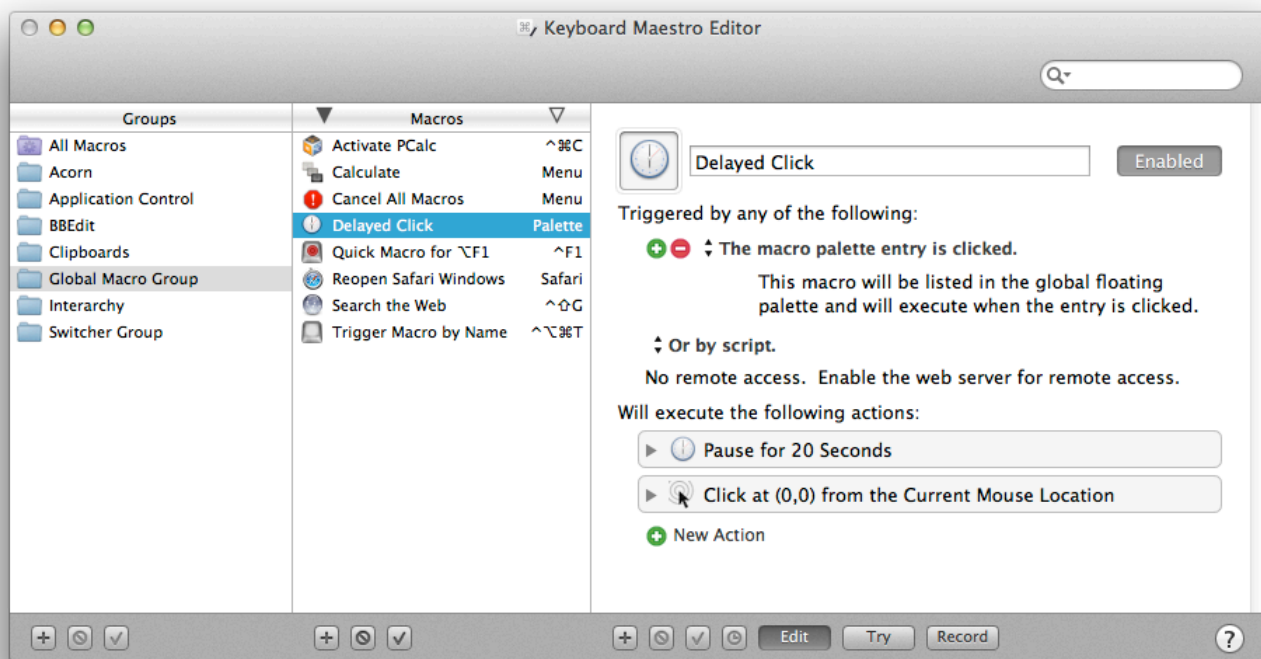 Keyboard Maestro Editor
Groups
All Macros
Acorn
Application Control
BBEdit
Clipboards
Global Macro Group
Interarchy
Switcher Group
Macros
Activate PCalc ^⌘C
Calculate Menu
Cancel All Macros Menu
Delayed Click Palette
Quick Macro for ⌥F1 ^F1
Reopen Safari Windows Safari
Search the Web ^⇧G
Trigger Macro by Name ^⌥⌘T
Delayed Click
Enabled
Triggered by any of the following:
The macro palette entry is clicked.
This macro will be listed in the global floating
palette and will execute when the entry is clicked.
Or by script.
No remote access. Enable the web server for remote access.
Will execute the following actions:
Pause for 20 Seconds
Click at (0,0) from the Current Mouse Location
New Action
Edit Try Record ?